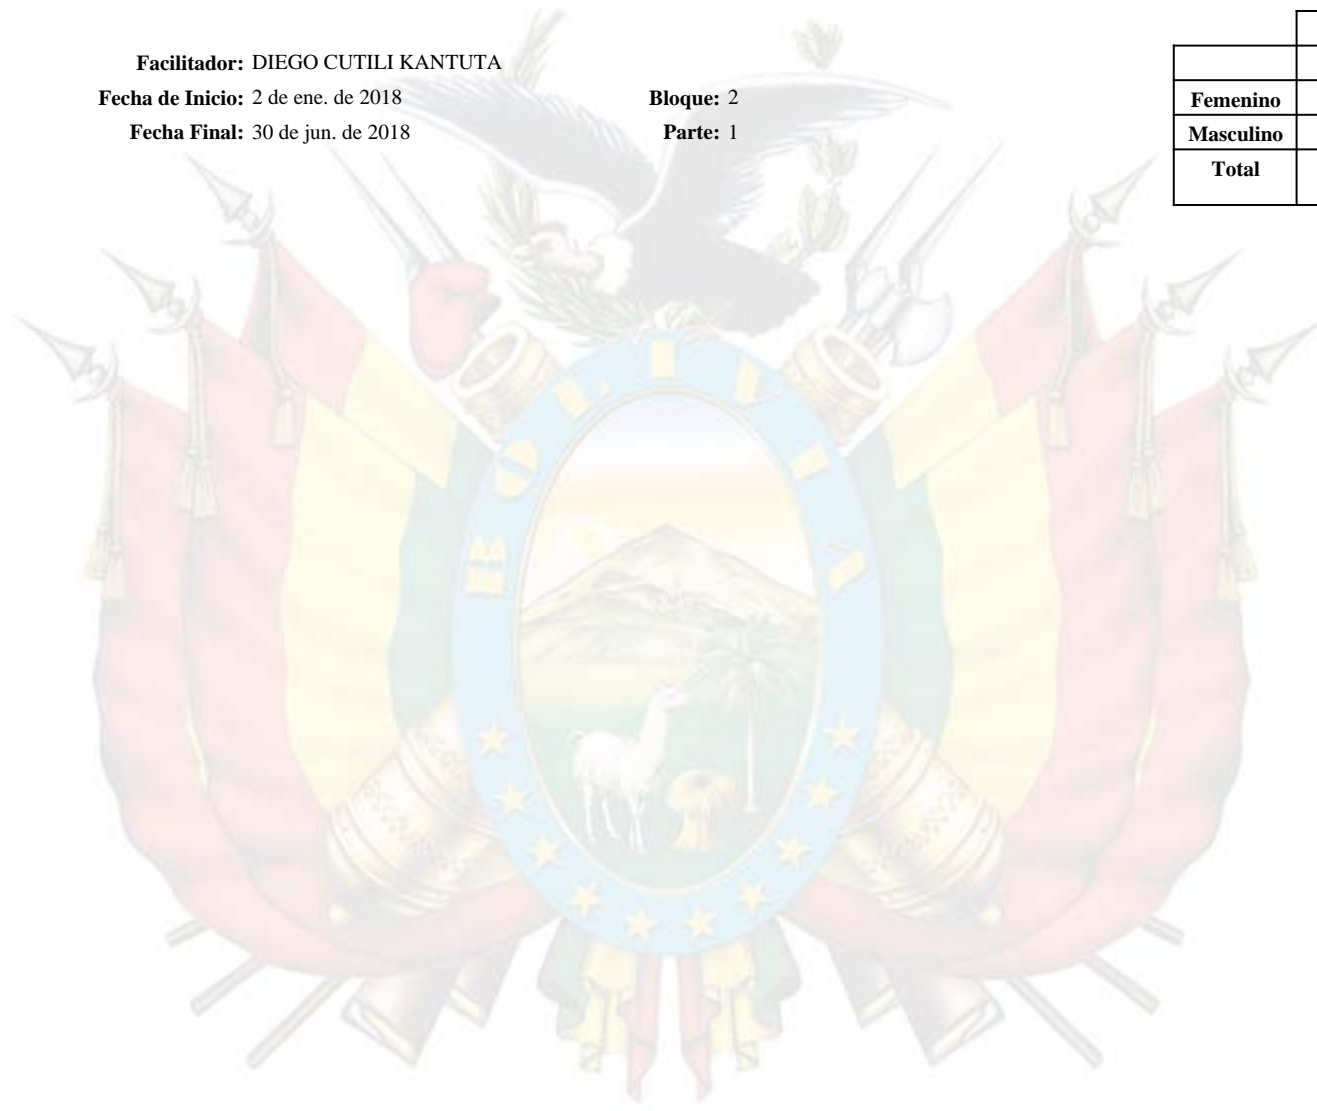 Facilitador: DIEGO CUTILI KANTUTA
Fecha de Inicio: 2 de ene. de 2018 Bloque: 2
Fecha Final: 30 de jun. de 2018 Parte: 1
Femenino
Masculino
Total
BOLIVIA